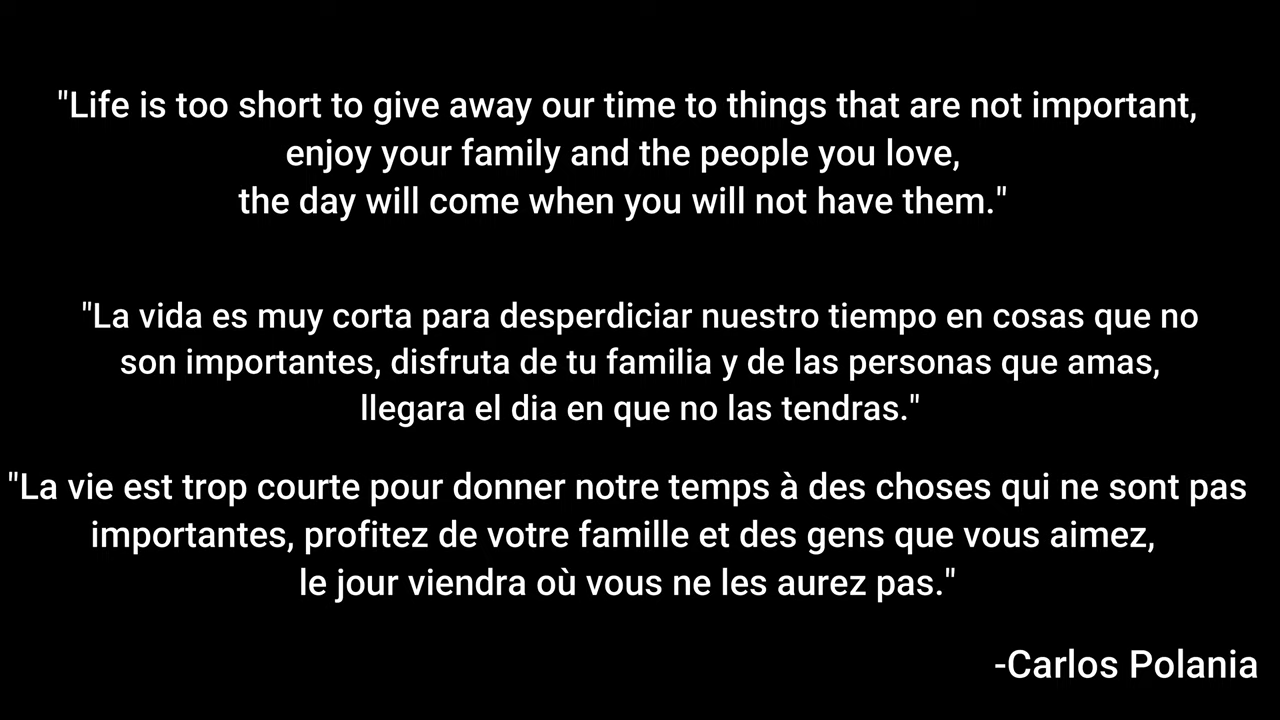 "Life is too short to give away our time to things that are not important,
enjoy your family and the people you love,
the day will come when you will not have them."
"La vida es muy corta para desperdiciar nuestro tiempo en cosas que no
son importantes, disfruta de tu familia y de las personas que amas,
llegara el dia en que no las tendras."
"La vie est trop courte pour donner notre temps à des choses qui ne sont pas
importantes, profitez de votre famille et des gens que vous aimez,
le jour viendra où vous ne les aurez pas."
-Carlos Polania